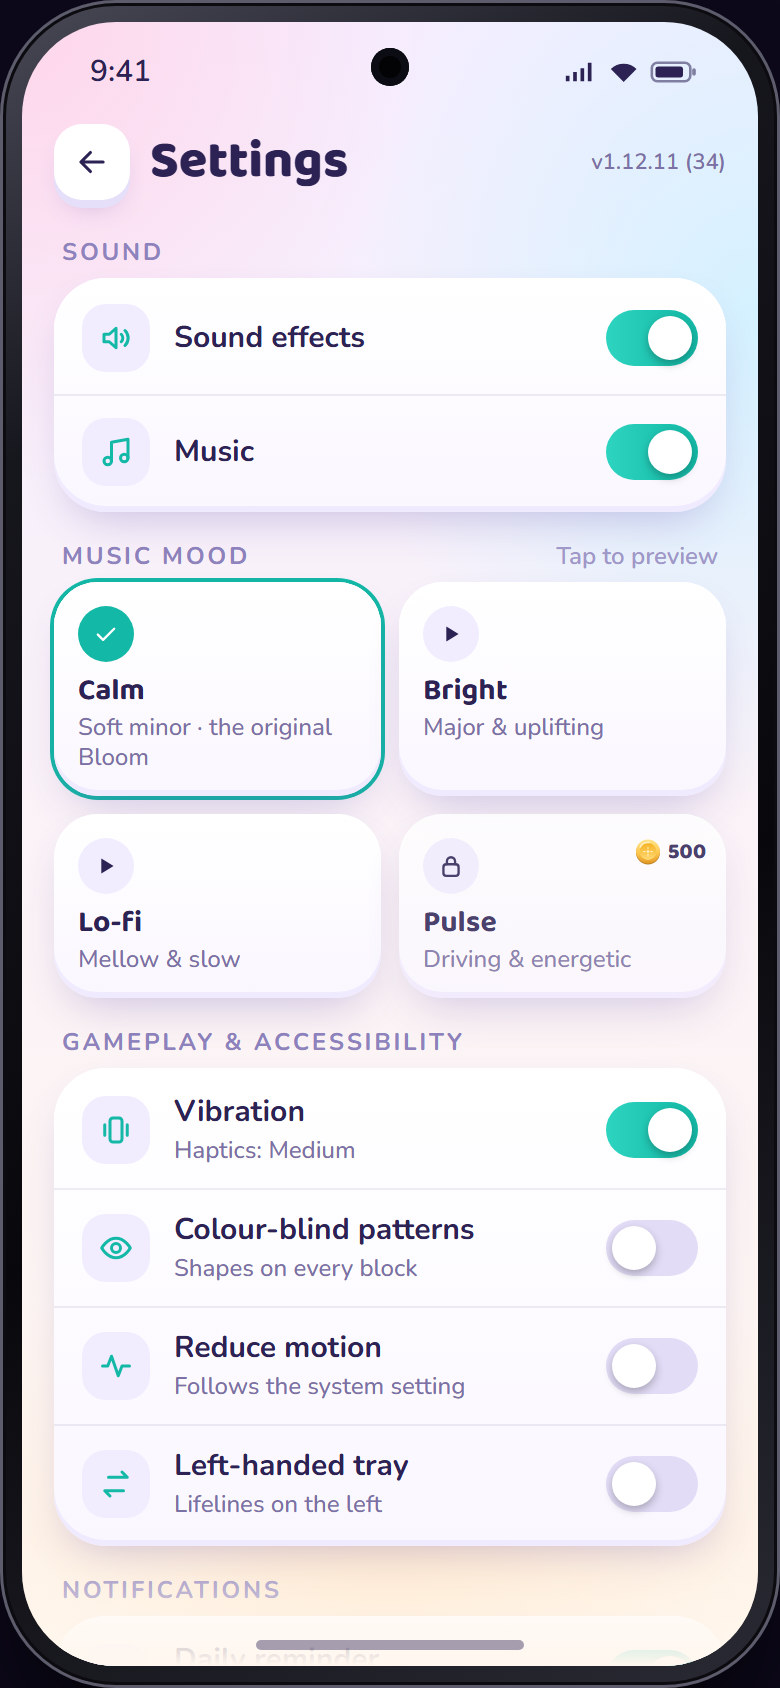 9:41
Settings
v1.12.11 (34)
SOUND
Sound effects
Music
MUSIC MOOD
Tap to preview
Calm
Soft minor · the original
Bloom
Bright
Major & uplifting
Lo-fi
Mellow & slow
500
Pulse
Driving & energetic
GAMEPLAY & ACCESSIBILITY
Vibration
Haptics: Medium
Colour-blind patterns
Shapes on every block
Reduce motion
Follows the system setting
Left-handed tray
Lifelines on the left
NOTIFICATIONS
Daily reminder